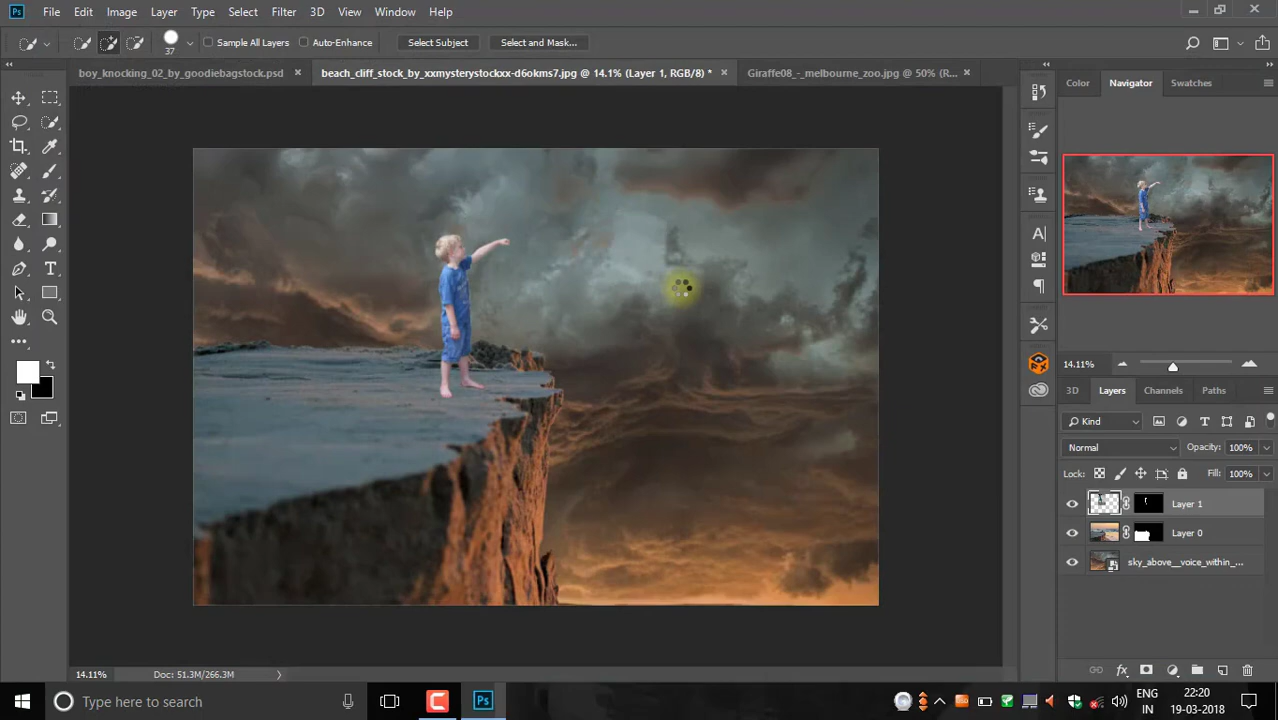 Ps File Edit Image Layer Type Select Filter 3D View Window Help
37 Sample All Layers Auto-Enhance Select Subject Select and Mask...
boy_knocking_02_by_goodiebagstock.psd × beach_cliff_stock_by_xxmysterystockxx-d6okms7.jpg @ 14.1% (Layer 1, RGB/8) * × Giraffe08_-_melbourne_zoo.jpg @ 50% (R... ×
Color Navigator Swatches
14.11%
3D Layers Channels Paths
Kind
Normal Opacity: 100%
Lock: Fill: 100%
Layer 1
Layer 0
sky_above__voice_within_...
14.11% Doc: 51.3M/266.3M
Type here to search
Ps
ENG
IN
22:20
19-03-2018